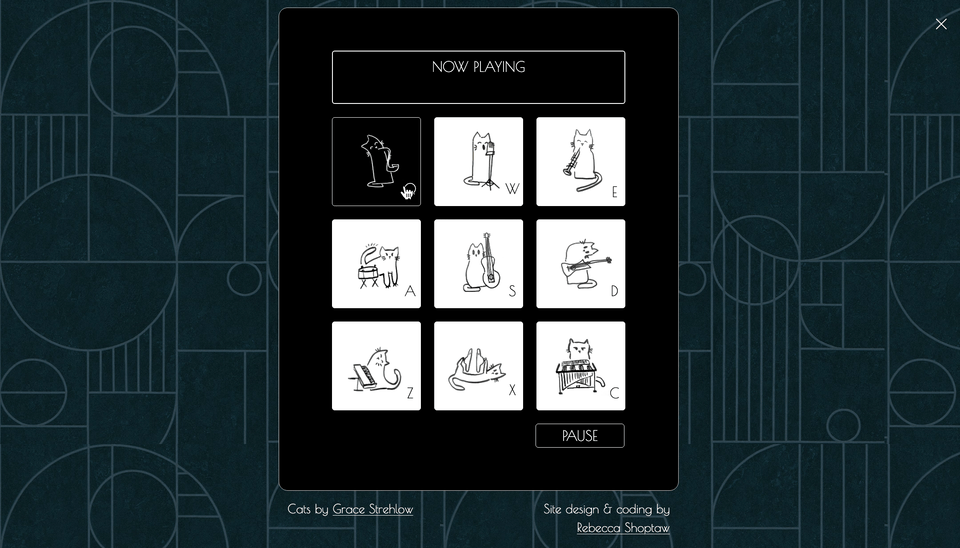 NOW PLAYING
W
E
A
S
D
Z
X
C
PAUSE
Cats by Grace Strehlow
Site design & coding by
Rebecca Shoptaw